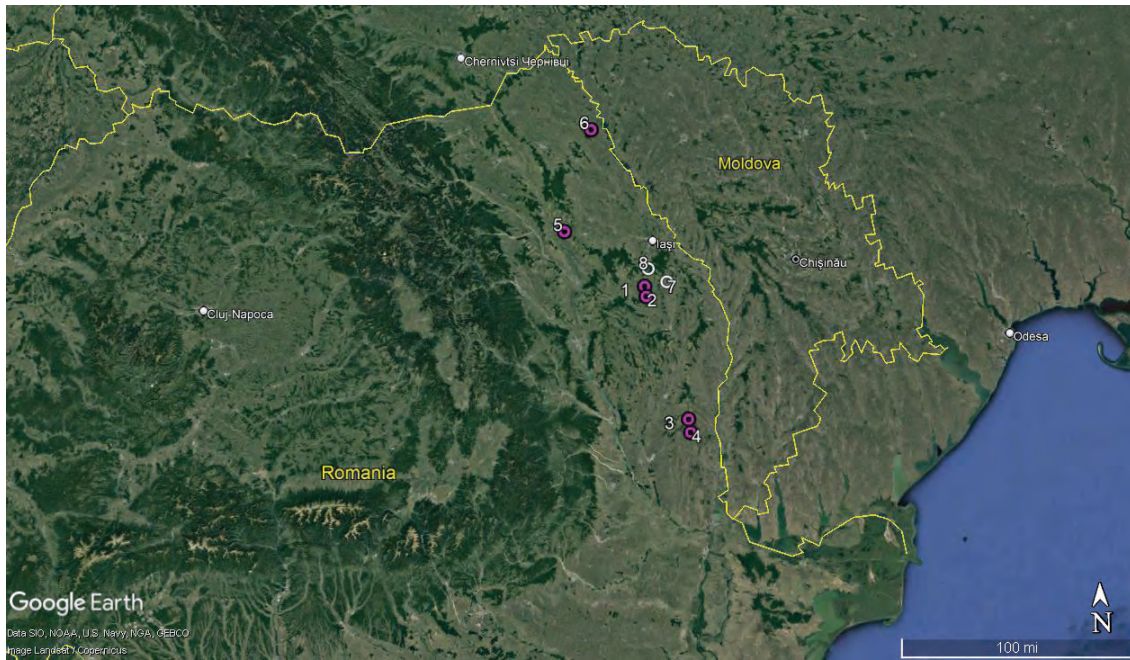 Chernivtsi Чернівці
6
Moldova
5
Iași
8
Chișinău
1
7
2
Cluj-Napoca
Odesa
3
4
Romania
Google Earth
N
Data SIO, NOAA, U.S. Navy, NGA, GEBCO
Image Landsat / Copernicus
100 mi